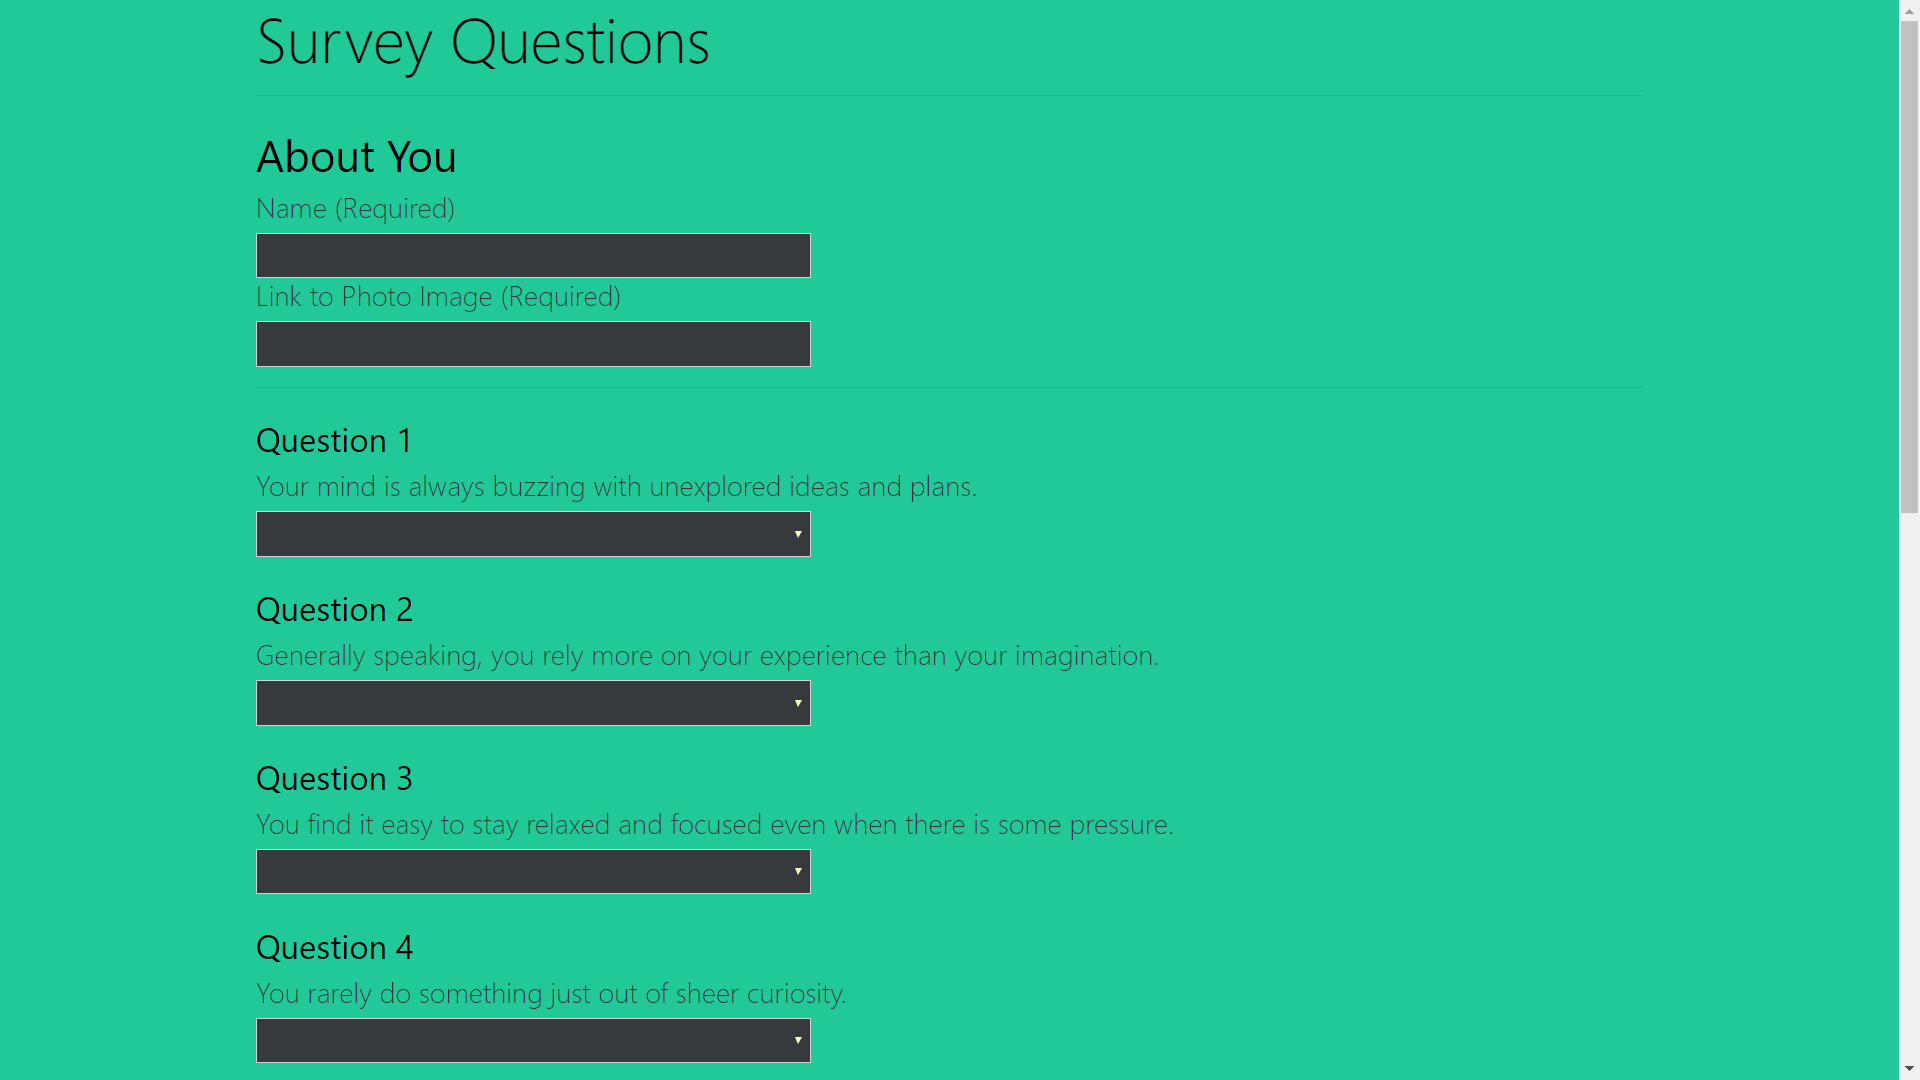 Survey Questions
About You
Name (Required)
Link to Photo Image (Required)
Question 1
Your mind is always buzzing with unexplored ideas and plans.
Question 2
Generally speaking, you rely more on your experience than your imagination.
Question 3
You find it easy to stay relaxed and focused even when there is some pressure.
Question 4
You rarely do something just out of sheer curiosity.